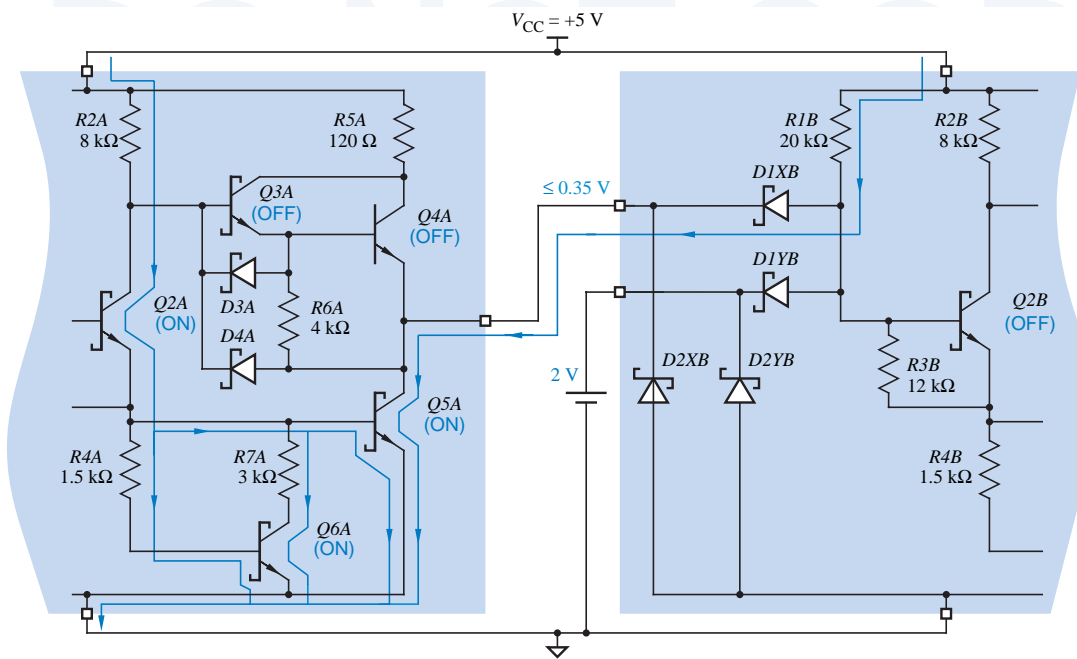 V_CC = +5 V
R2A
8 kΩ
R5A
120 Ω
R1B
20 kΩ
R2B
8 kΩ
Q3A
(OFF)
Q4A
(OFF)
≤ 0.35 V
D1XB
D1YB
D3A
Q2A
(ON)
R6A
4 kΩ
D4A
Q2B
(OFF)
R3B
12 kΩ
2 V
D2XB
D2YB
Q5A
(ON)
R4A
1.5 kΩ
R7A
3 kΩ
R4B
1.5 kΩ
Q6A
(ON)